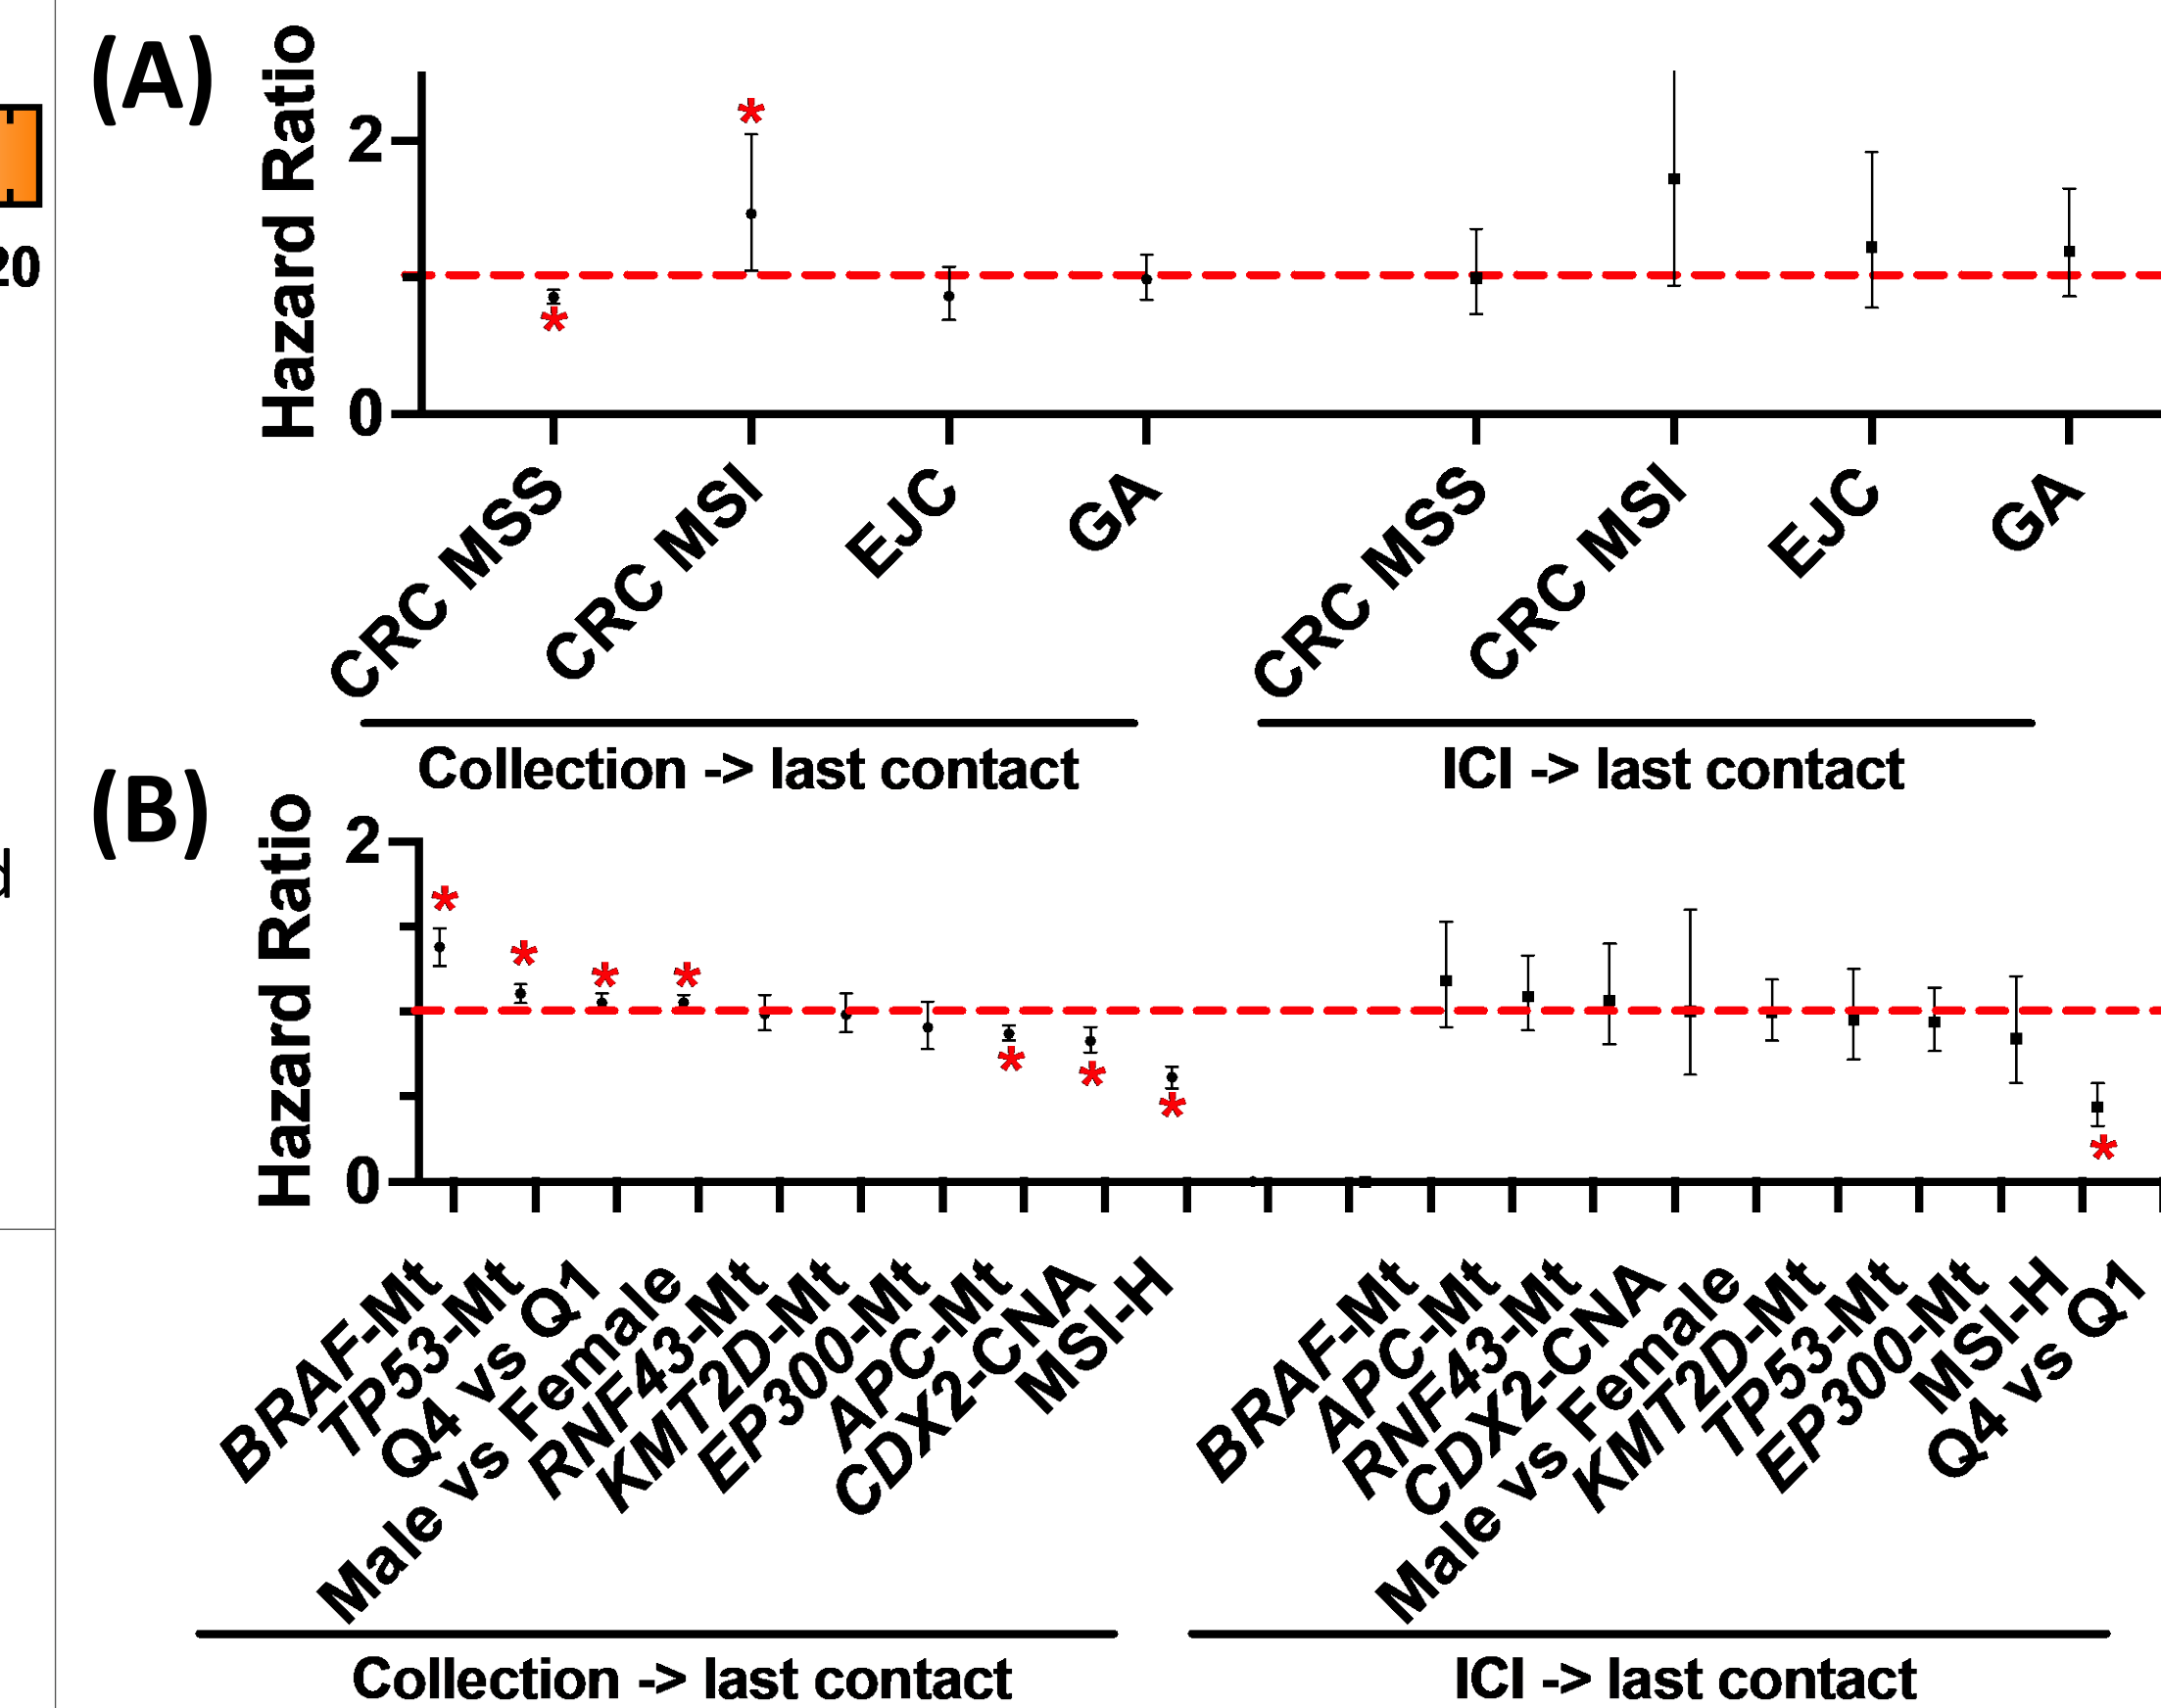 (A)
Hazard Ratio
2
0
20
CRC MSS
CRC MSI
EJC
GA
CRC MSS
CRC MSI
EJC
GA
Collection -> last contact
ICI -> last contact
(B)
Hazard Ratio
2
0
d
BRAF-Mt
TP53-Mt
Q4 vs Q1
Male vs Female
RNF43-Mt
KMT2D-Mt
EP300-Mt
APC-Mt
CDX2-CNA
MSI-H
BRAF-Mt
APC-Mt
RNF43-Mt
CDX2-CNA
Male vs Female
KMT2D-Mt
TP53-Mt
EP300-Mt
MSI-H
Q4 vs Q1
Collection -> last contact
ICI -> last contact